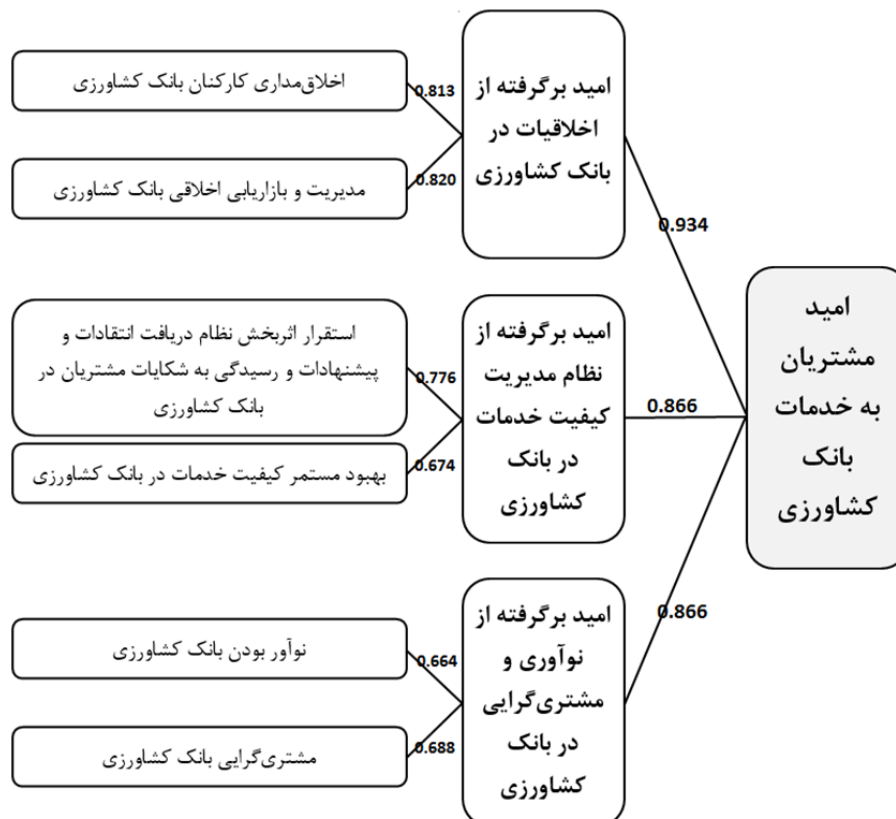 امید
مشتریان
به خدمات
بانک
کشاورزی
0.934
0.866
0.866
امید برگرفته از
اخلاقیات در
بانک کشاورزی
0.813
0.820
اخلاق‌مداری کارکنان بانک کشاورزی
مدیریت و بازاریابی اخلاقی بانک کشاورزی
امید برگرفته از
نظام مدیریت
کیفیت خدمات
در بانک
کشاورزی
0.776
0.674
استقرار اثربخش نظام دریافت انتقادات و
پیشنهادات و رسیدگی به شکایات مشتریان در
بانک کشاورزی
بهبود مستمر کیفیت خدمات در بانک کشاورزی
امید برگرفته از
نوآوری و
مشتری‌گرایی
در بانک
کشاورزی
0.664
0.688
نوآور بودن بانک کشاورزی
مشتری‌گرایی بانک کشاورزی